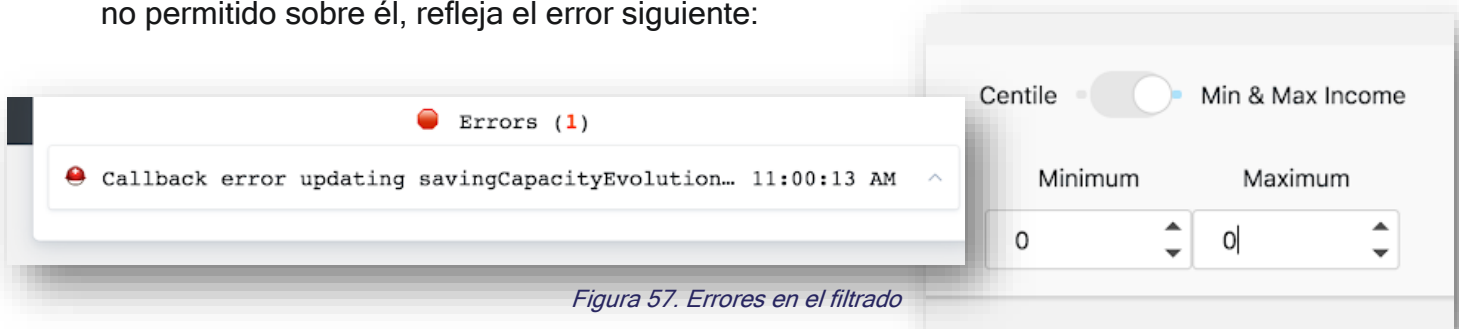 no permitido sobre él, refleja el error siguiente:
Errors (1)
Callback error updating savingCapacityEvolution… 11:00:13 AM
Centile Min & Max Income
Minimum Maximum
0 0
Figura 57. Errores en el filtrado